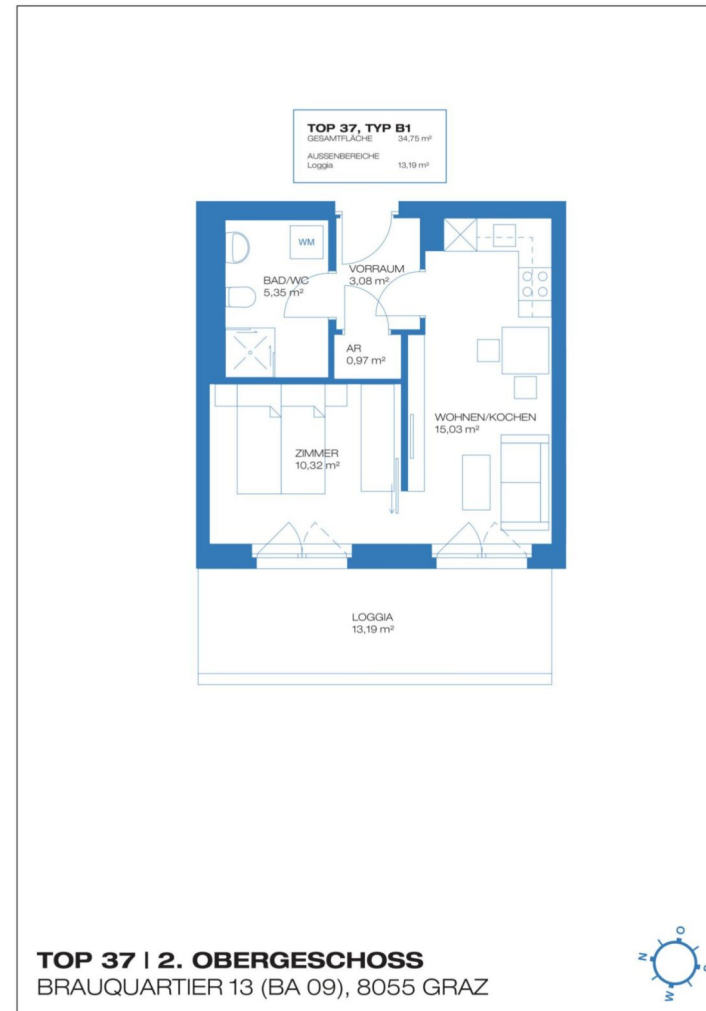 TOP 37, TYP B1
GESAMTFLÄCHE 34,75 m²
AUSSENBEREICHE
Loggia 13,19 m²
WM
BAD/WC
5,35 m²
VORRAUM
3,08 m²
AR
0,97 m²
WOHNEN/KOCHEN
15,03 m²
ZIMMER
10,32 m²
LOGGIA
13,19 m²
TOP 37 | 2. OBERGESCHOSS
BRAUQUARTIER 13 (BA 09), 8055 GRAZ
N
O
S
W